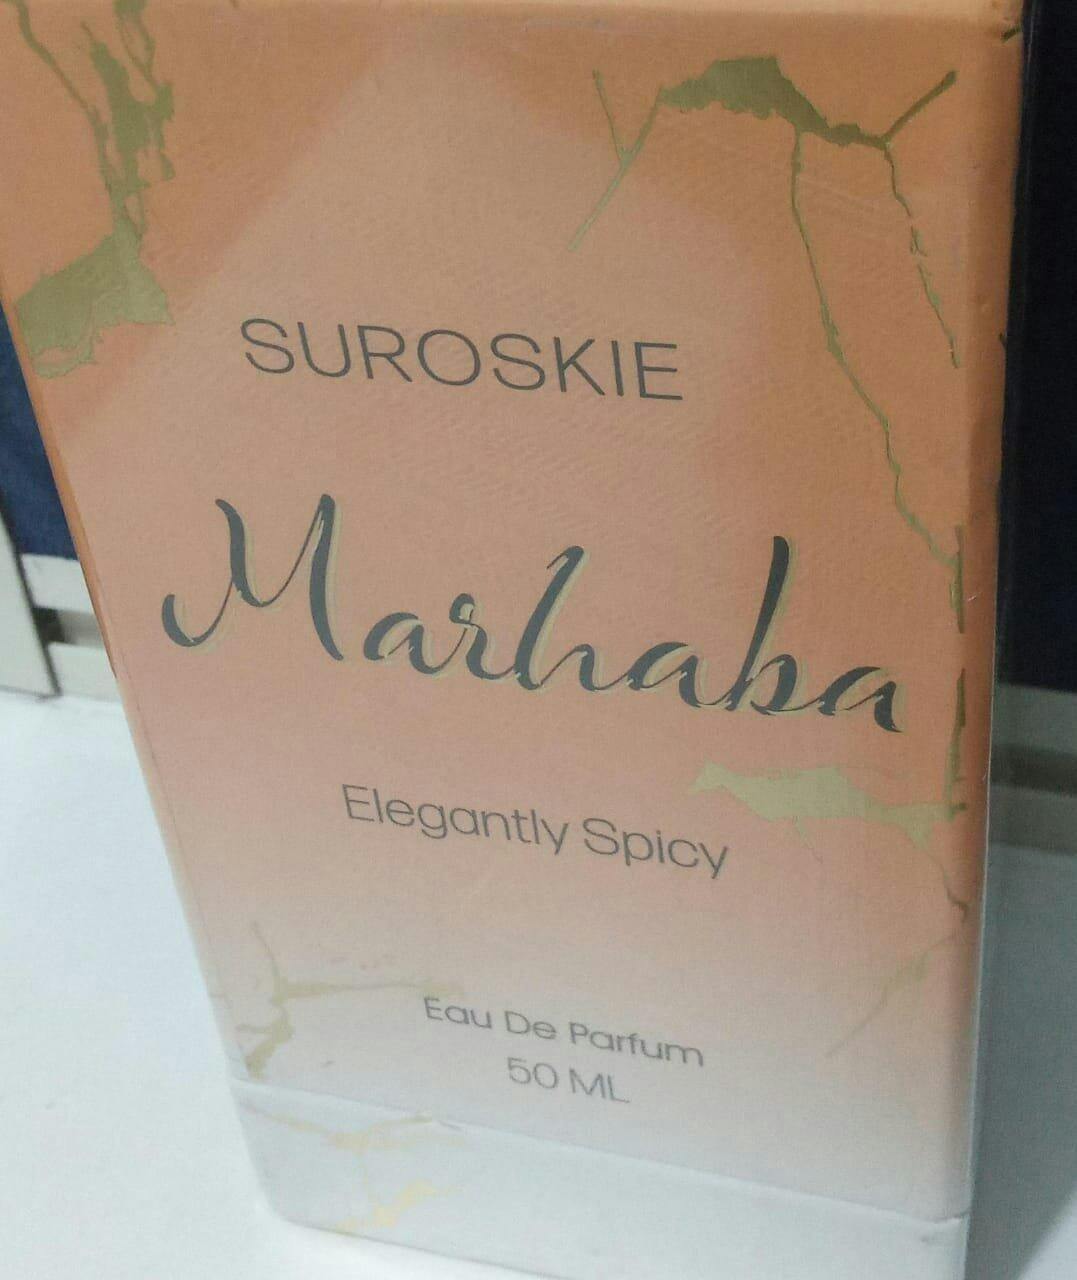 SUROSKIE
Marhaba
Elegantly Spicy
Eau De Parfum
50 ML